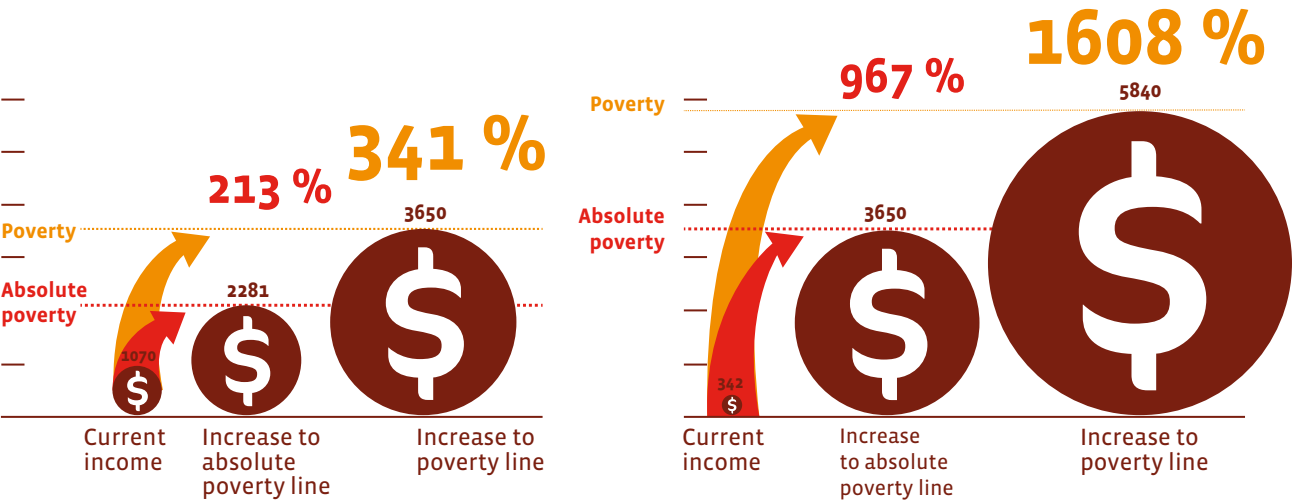 341 %
213 %
3650
Poverty
Absolute
poverty
2281
1070
$
$
$
Current
income
Increase to
absolute
poverty line
Increase to
poverty line
1608 %
967 %
5840
Poverty
Absolute
poverty
3650
342
$
$
$
Current
income
Increase
to absolute
poverty line
Increase to
poverty line